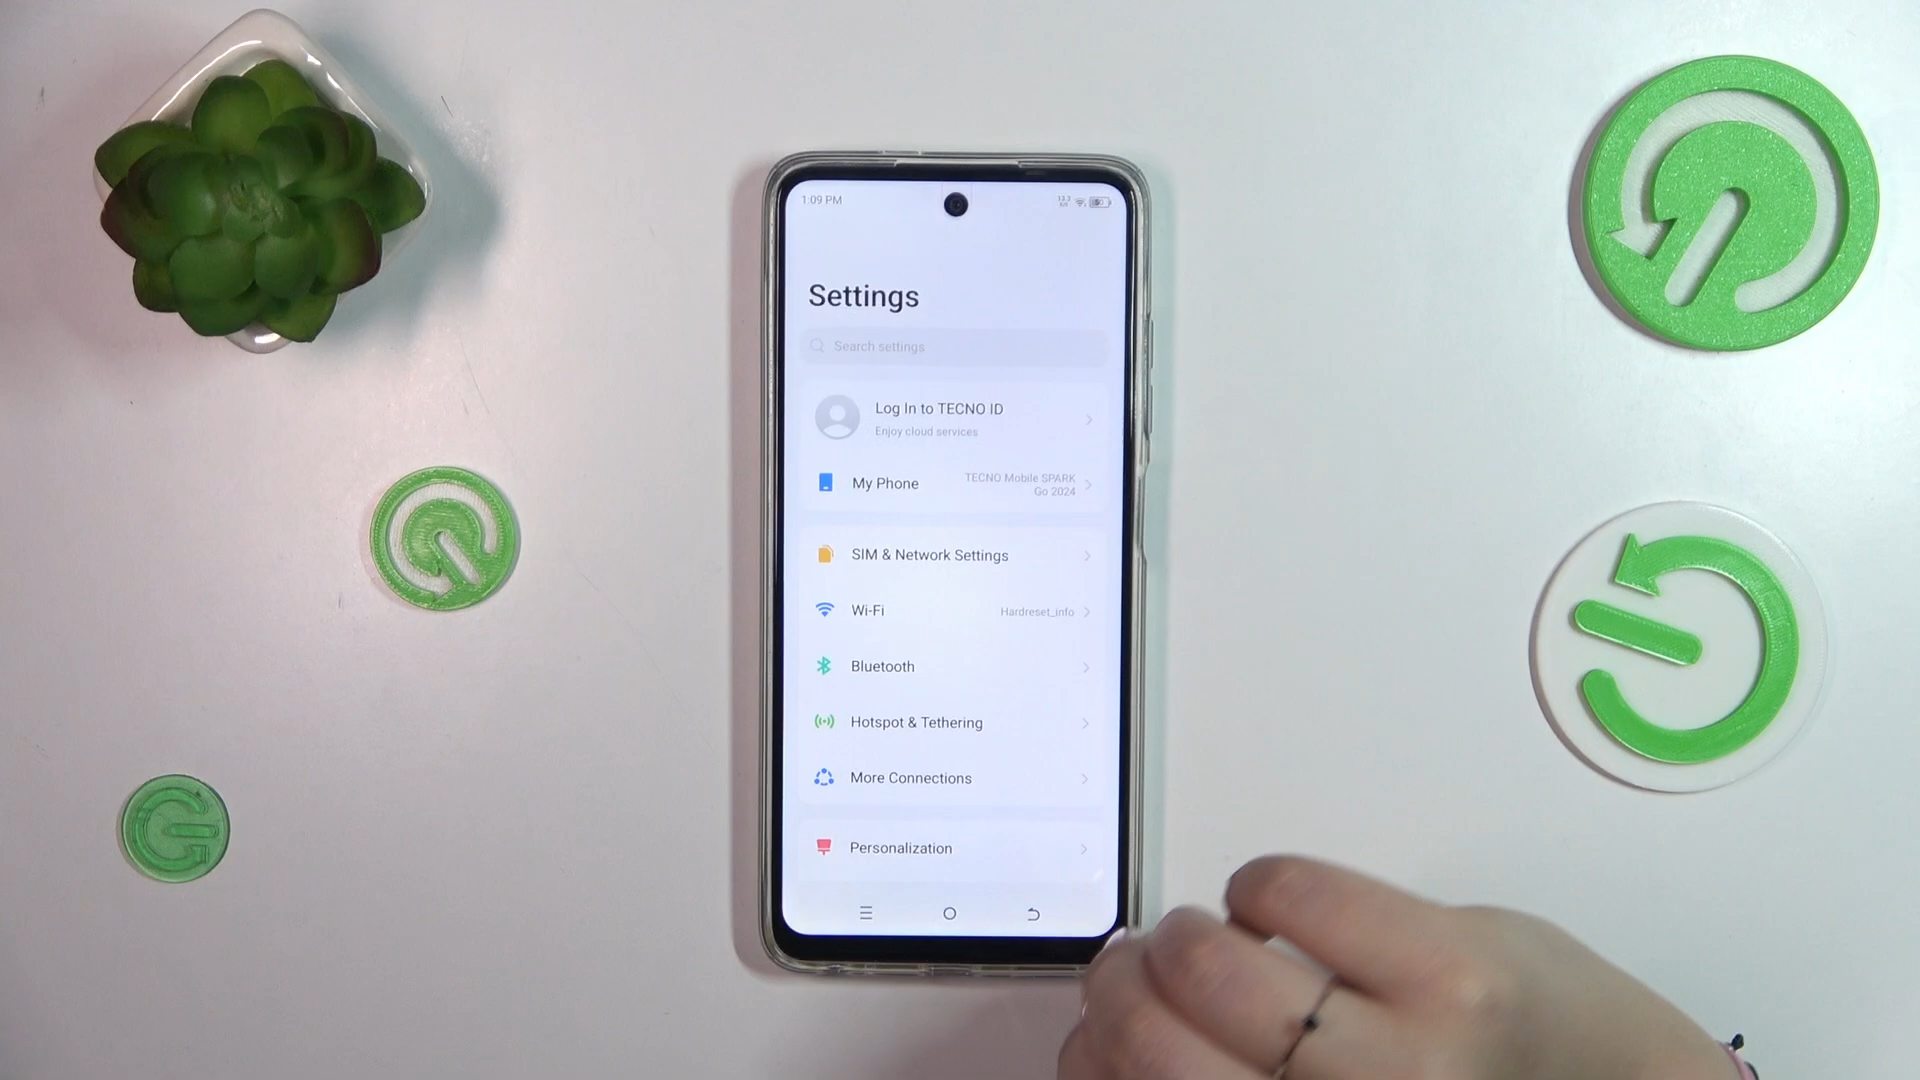 1:09 PM
Settings
Search settings
Log In to TECNO ID
Enjoy cloud services
My Phone
TECNO Mobile SPARK
Go 2024
SIM & Network Settings
Wi-Fi
Hardreset_info
Bluetooth
Hotspot & Tethering
More Connections
Personalization